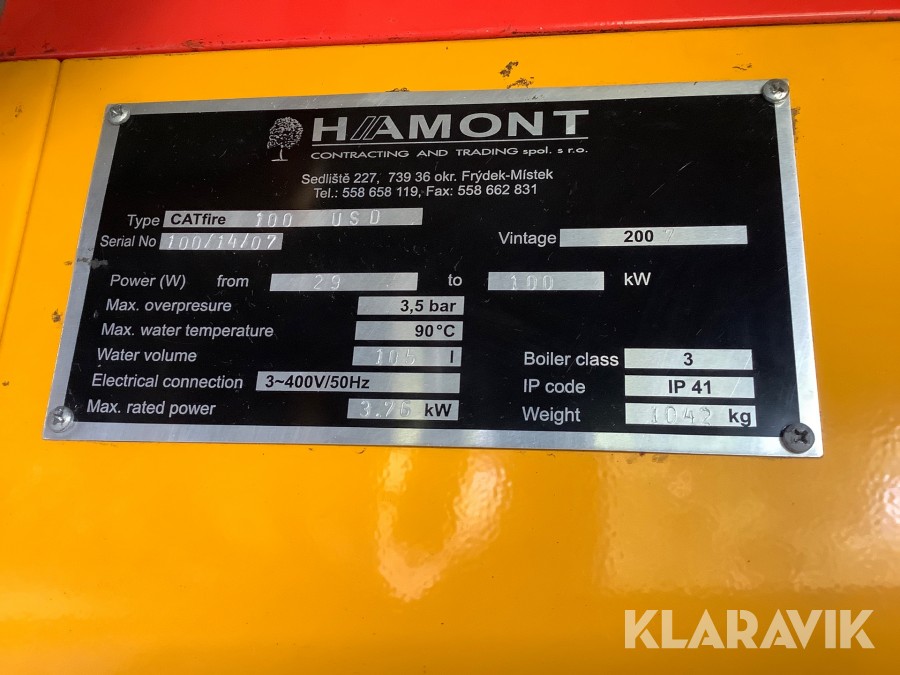 HAMONT
CONTRACTING AND TRADING spol. s r.o.
Sedliště 227, 739 36 okr. Frýdek-Místek
Tel.: 558 658 119, Fax: 558 662 831
Type CATfire 100 USD
Serial No 100/14/07
Vintage 2007
Power (W) from 29 to 100 kW
Max. overpresure 3,5 bar
Max. water temperature 90°C
Water volume 105 l
Boiler class 3
Electrical connection 3~400V/50Hz
IP code IP 41
Max. rated power 3.76 kW
Weight 1042 kg
KLARAVIK